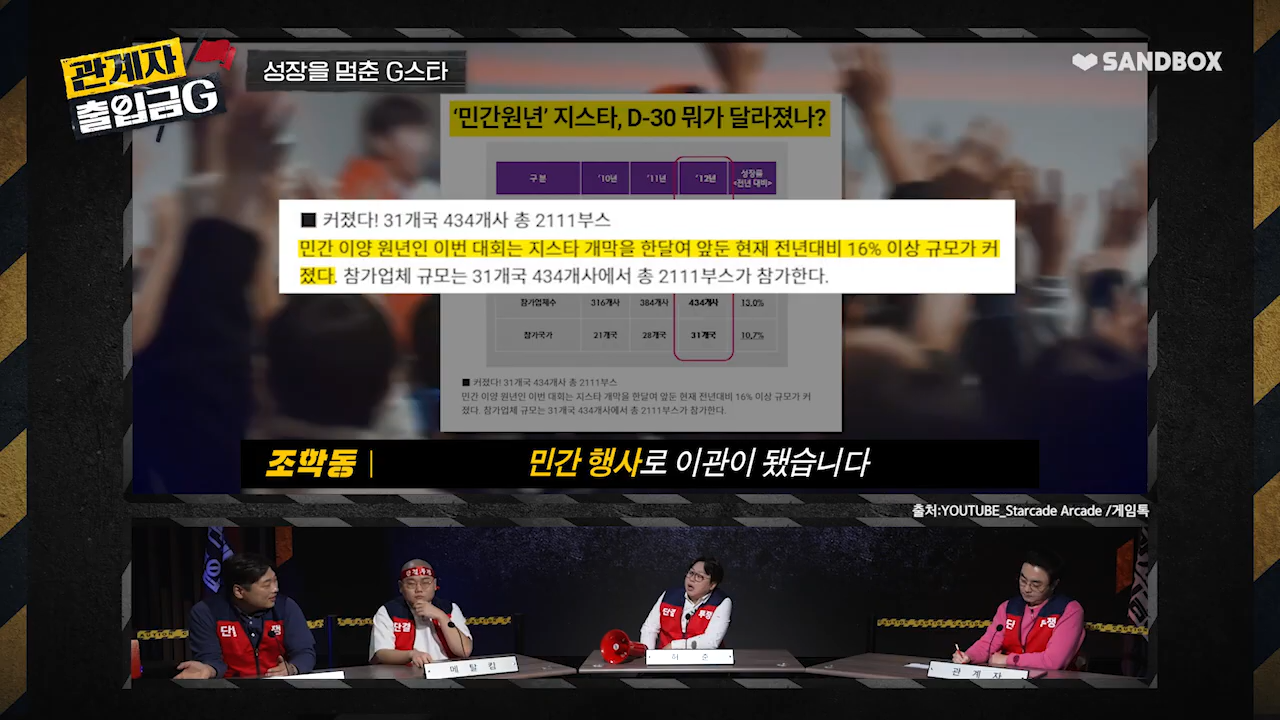 관계자
출입금G
성장을 멈춘 G스타
SANDBOX
‘민간원년’ 지스타, D-30 뭐가 달라졌나?
구 분 ‘10년 ‘11년 ‘12년 성장률
<전년 대비>
■ 커졌다! 31개국 434개사 총 2111부스
민간 이양 원년인 이번 대회는 지스타 개막을 한달여 앞둔 현재 전년대비 16% 이상 규모가 커
졌다. 참가업체 규모는 31개국 434개사에서 총 2111부스가 참가한다.
참가업체수 316개사 384개사 434개사 13.0%
참가국가 21개국 28개국 31개국 10.7%
■ 커졌다! 31개국 434개사 총 2111부스
민간 이양 원년인 이번 대회는 지스타 개막을 한달여 앞둔 현재 전년대비 16% 이상 규모가 커
졌다. 참가업체 규모는 31개국 434개사에서 총 2111부스가 참가한다.
조학동 | 민간 행사로 이관이 됐습니다
출처:YOUTUBE_Starcade Arcade /게임톡
단 쟁
단결
단결 투쟁
단 쟁
메 탈 킴
허 준
관 계 자